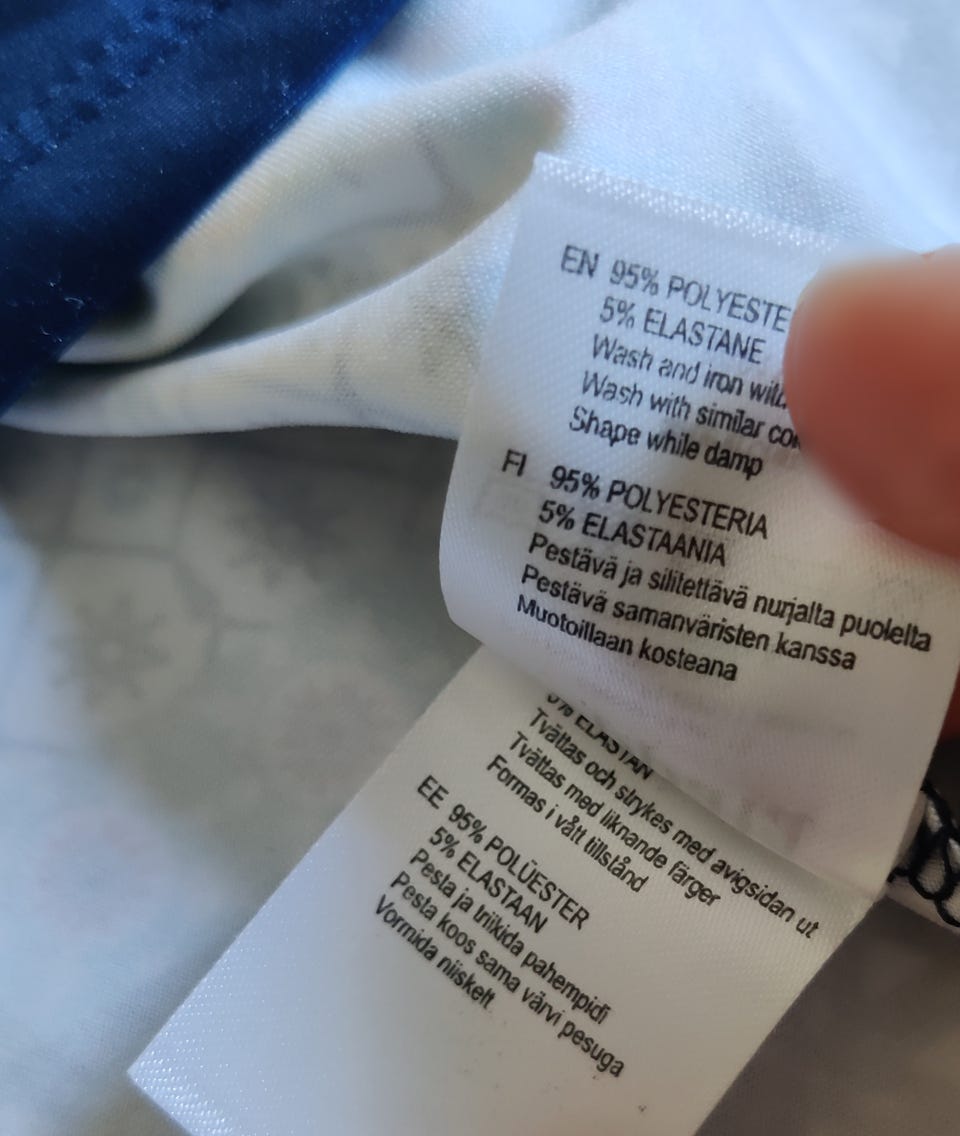 EN 95% POLYESTE
5% ELASTANE
Wash and iron
Wash with similar
Shape while damp
FI 95% POLYESTERIA
5% ELASTAANIA
Pestävä ja silitettävä nurjalta puolelta
Pestävä samanväristen kanssa
Muotoillaan kosteana
5% ELASTAN
Tvättas och strykes med avigsidan ut
Tvättas med liknande färger
Formas i vått tillstånd
EE 95% POLÜESTER
5% ELASTAAN
Pesta ja triikida pahempidi
Pesta koos sama värvi pesuga
Vormida niiskelt